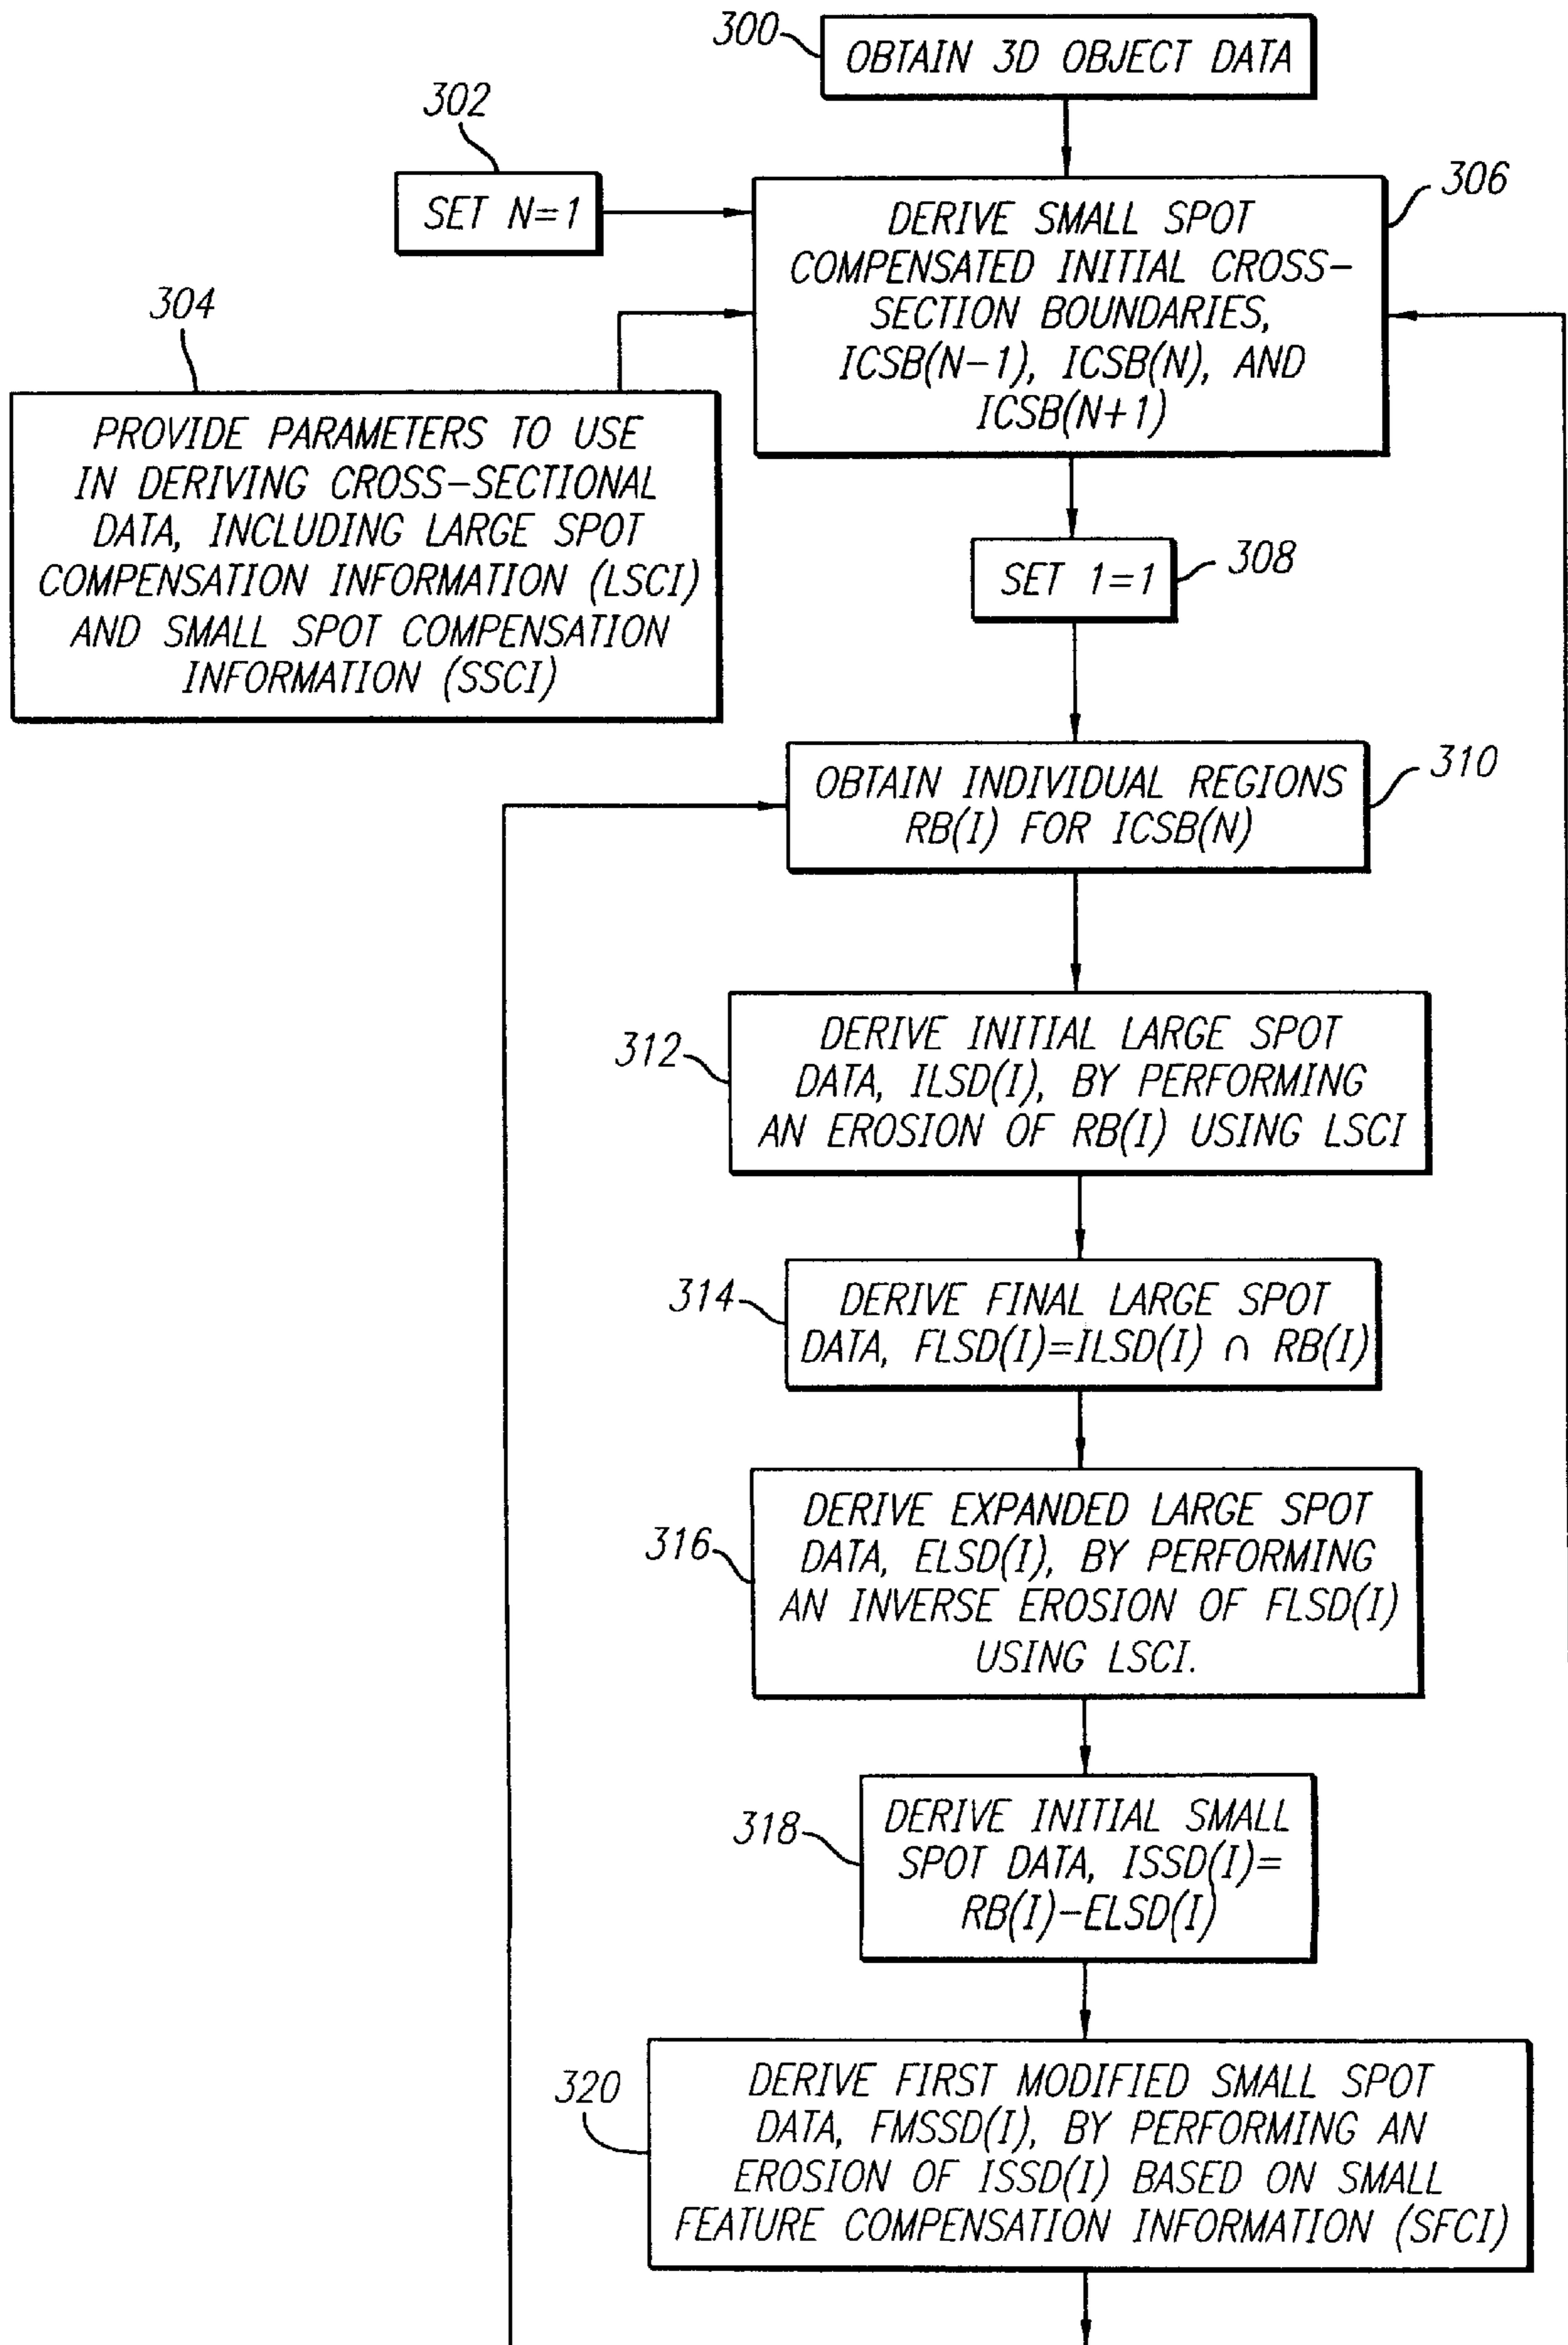 300
OBTAIN 3D OBJECT DATA
302
SET N=1
306
DERIVE SMALL SPOT
COMPENSATED INITIAL CROSS-
SECTION BOUNDARIES,
ICSB(N-1), ICSB(N), AND
ICSB(N+1)
304
PROVIDE PARAMETERS TO USE
IN DERIVING CROSS-SECTIONAL
DATA, INCLUDING LARGE SPOT
COMPENSATION INFORMATION (LSCI)
AND SMALL SPOT COMPENSATION
INFORMATION (SSCI)
308
SET 1=1
310
OBTAIN INDIVIDUAL REGIONS
RB(I) FOR ICSB(N)
312
DERIVE INITIAL LARGE SPOT
DATA, ILSD(I), BY PERFORMING
AN EROSION OF RB(I) USING LSCI
314
DERIVE FINAL LARGE SPOT
DATA, FLSD(I)=ILSD(I) ∩ RB(I)
316
DERIVE EXPANDED LARGE SPOT
DATA, ELSD(I), BY PERFORMING
AN INVERSE EROSION OF FLSD(I)
USING LSCI.
318
DERIVE INITIAL SMALL
SPOT DATA, ISSD(I)=
RB(I)-ELSD(I)
320
DERIVE FIRST MODIFIED SMALL SPOT
DATA, FMSSD(I), BY PERFORMING AN
EROSION OF ISSD(I) BASED ON SMALL
FEATURE COMPENSATION INFORMATION (SFCI)